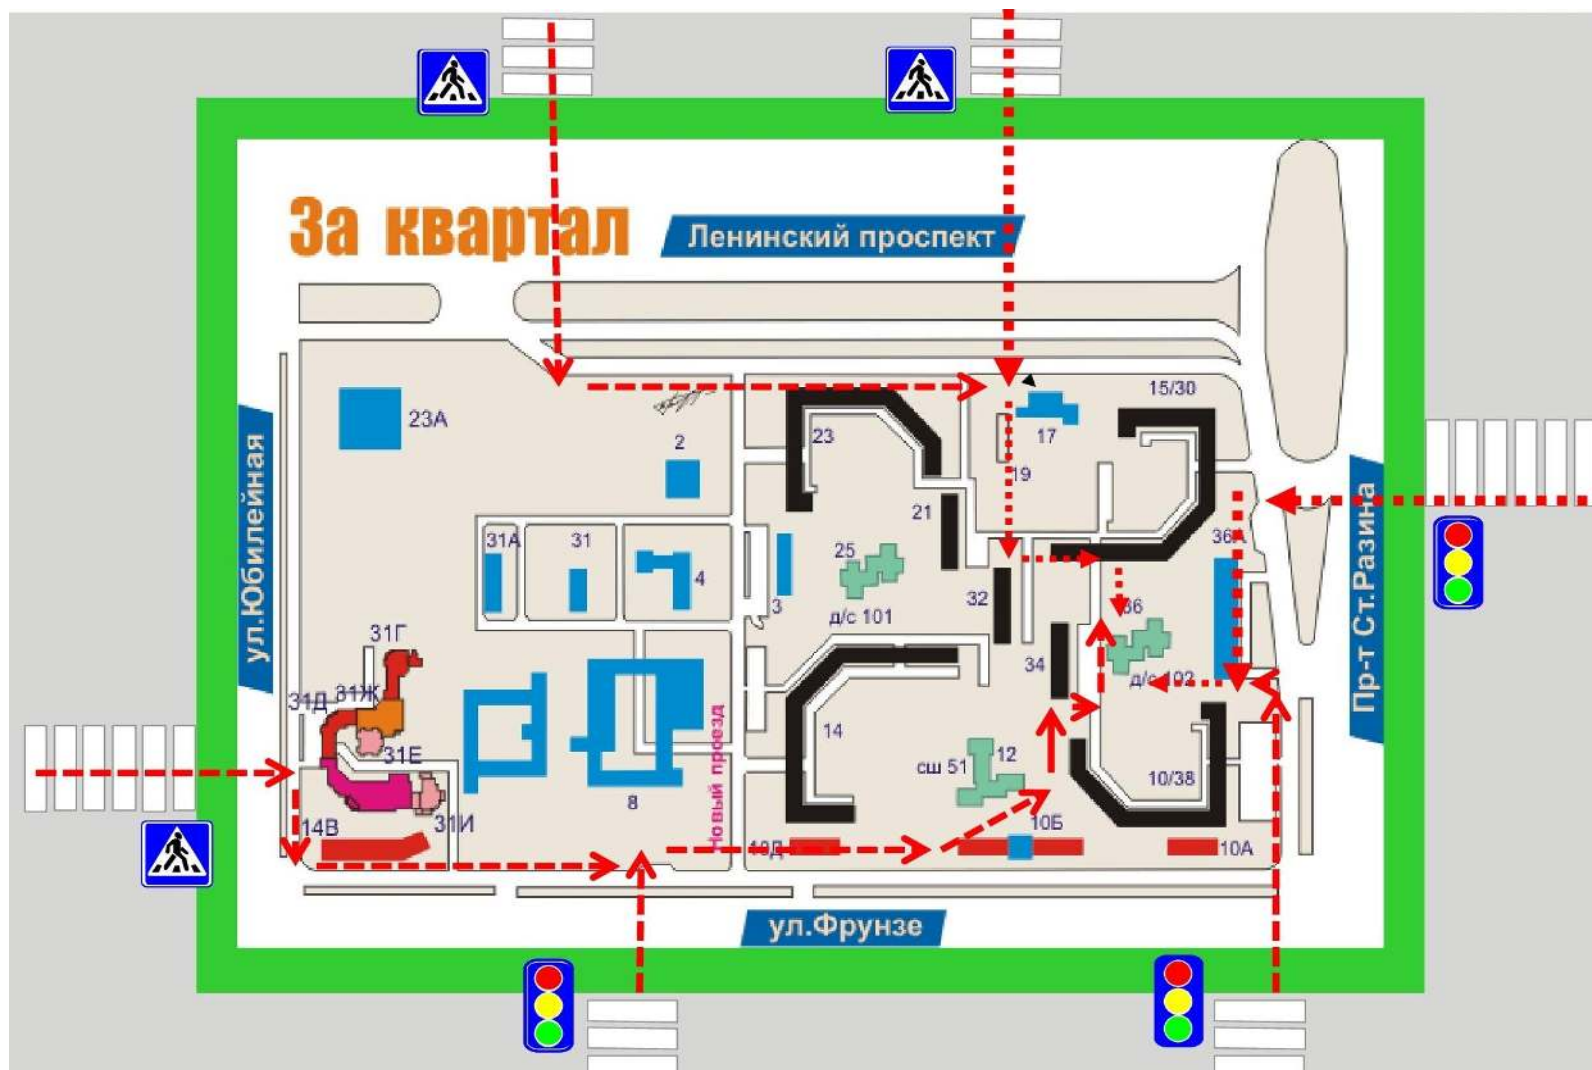 За квартал
Ленинский проспект
15/30
23А
23
17
2
19
ул.Юбилейная
21
Пр-т Ст.Разина
31А
31
25
36А
4
3
32
д/с 101
36
31Г
34
д/с 102
31Ж
31Д
14
Новый проезд
31Е
12
сш 51
10/38
8
14В
31И
10Б
10Д
10А
ул.Фрунзе